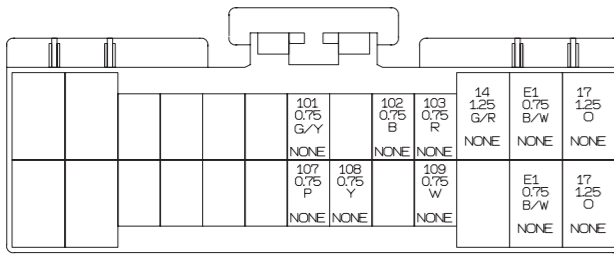 101
0.75
G/Y
NONE
102
0.75
B
NONE
103
0.75
R
NONE
14
1.25
G/R
NONE
E1
0.75
B/W
NONE
17
1.25
O
NONE
107
0.75
P
NONE
108
0.75
Y
NONE
109
0.75
W
NONE
E1
0.75
B/W
NONE
17
1.25
O
NONE